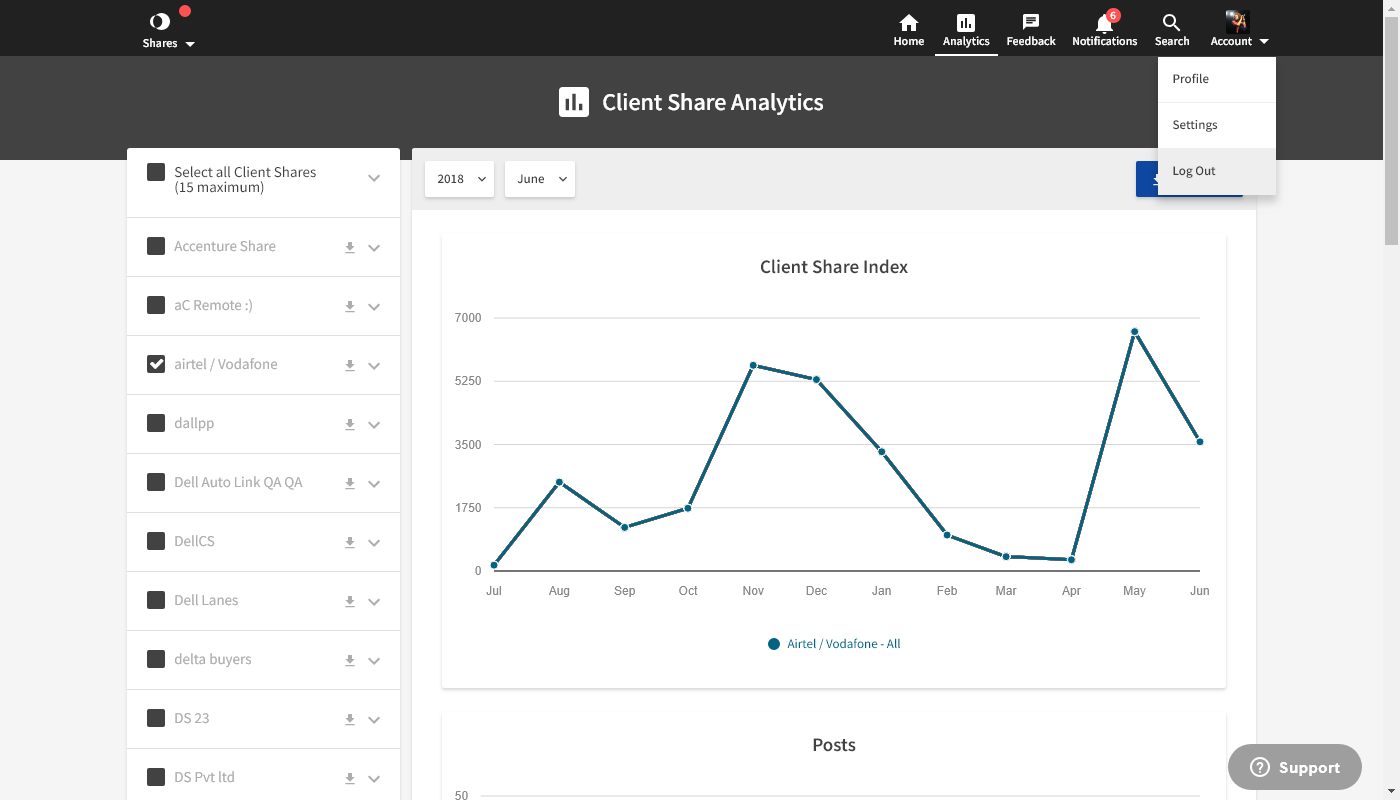 Shares
Home
Analytics
Feedback
6
Notifications
Search
Account
Profile
Settings
Log Out
Client Share Analytics
Select all Client Shares
(15 maximum)
Accenture Share
aC Remote :)
airtel / Vodafone
dallpp
Dell Auto Link QA QA
DellCS
Dell Lanes
delta buyers
DS 23
DS Pvt ltd
2018
June
Client Share Index
7000
5250
3500
1750
0
Jul Aug Sep Oct Nov Dec Jan Feb Mar Apr May Jun
Airtel / Vodafone - All
Posts
50
Support